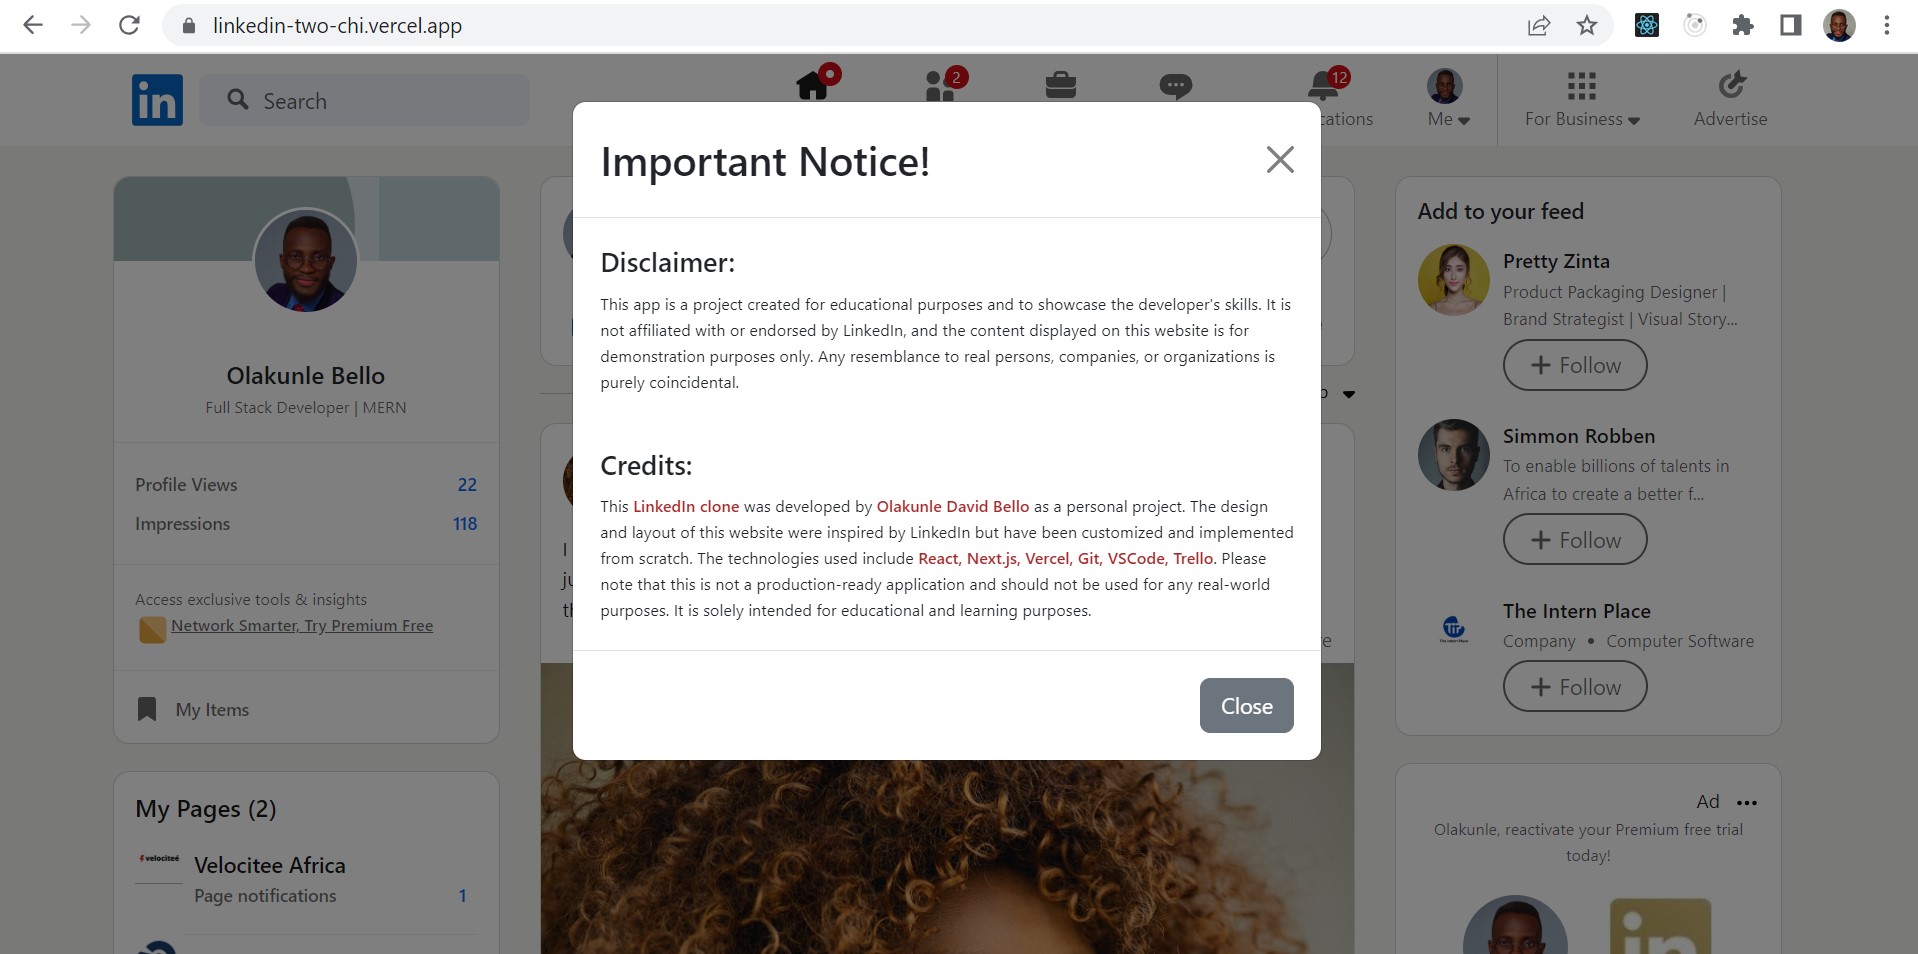 linkedin-two-chi.vercel.app
in
Search
2
12
cations
Me
For Business
Advertise
Important Notice!
Disclaimer:
This app is a project created for educational purposes and to showcase the developer's skills. It is
not affiliated with or endorsed by LinkedIn, and the content displayed on this website is for
demonstration purposes only. Any resemblance to real persons, companies, or organizations is
purely coincidental.
Credits:
This LinkedIn clone was developed by Olakunle David Bello as a personal project. The design
and layout of this website were inspired by LinkedIn but have been customized and implemented
from scratch. The technologies used include React, Next.js, Vercel, Git, VSCode, Trello. Please
note that this is not a production-ready application and should not be used for any real-world
purposes. It is solely intended for educational and learning purposes.
Close
Olakunle Bello
Full Stack Developer | MERN
Profile Views 22
Impressions 118
Access exclusive tools & insights
Network Smarter, Try Premium Free
My Items
My Pages (2)
velociteé
Velocitee Africa
Page notifications 1
I
Add to your feed
Pretty Zinta
Product Packaging Designer |
Brand Strategist | Visual Story...
+ Follow
Simmon Robben
To enable billions of talents in
Africa to create a better f...
+ Follow
The Intern Place
Company • Computer Software
+ Follow
Ad
Olakunle, reactivate your Premium free trial
today!
in